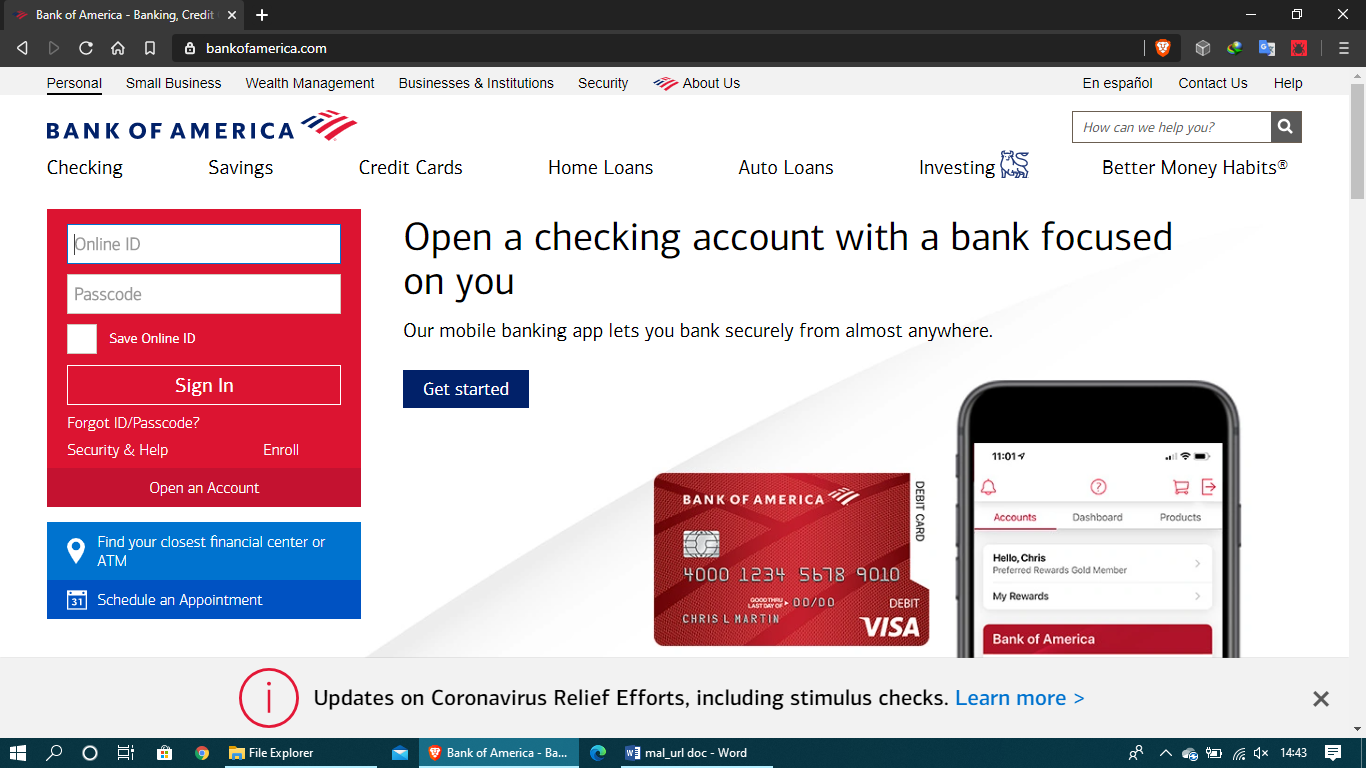 Bank of America - Banking, Credit
bankofamerica.com
Personal Small Business Wealth Management Businesses & Institutions Security About Us En español Contact Us Help
BANK OF AMERICA
How can we help you?
Checking Savings Credit Cards Home Loans Auto Loans Investing Better Money Habits®
Online ID
Passcode
Save Online ID
Sign In
Forgot ID/Passcode?
Security & Help Enroll
Open an Account
Find your closest financial center or
ATM
31 Schedule an Appointment
Open a checking account with a bank focused
on you
Our mobile banking app lets you bank securely from almost anywhere.
Get started
BANK OF AMERICA
DEBIT CARD
4000 1234 5678 9010
GOOD THRU
LAST DAY OF 00/00
CHRIS L MARTIN
DEBIT
VISA
11:01
Accounts Dashboard Products
Hello, Chris
Preferred Rewards Gold Member
My Rewards
Bank of America
Updates on Coronavirus Relief Efforts, including stimulus checks. Learn more >
File Explorer Bank of America - Ba... mal_url doc - Word 14:43